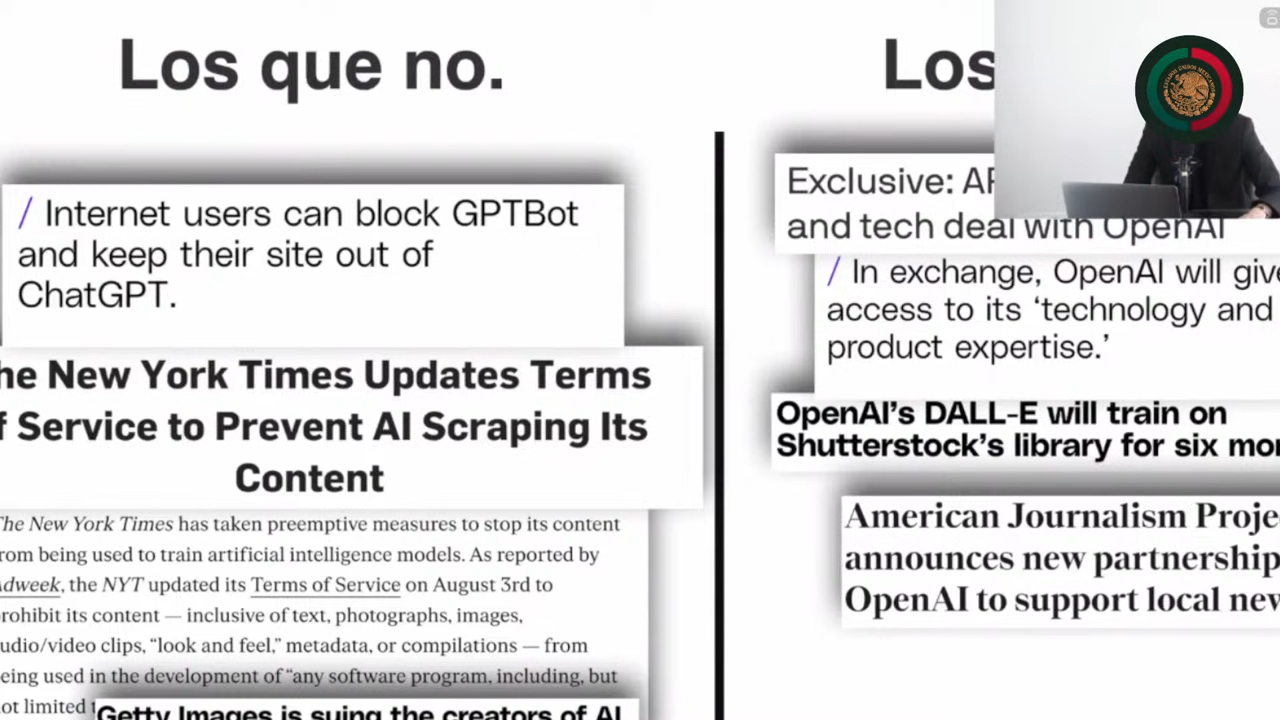 Los que no.
/ Internet users can block GPTBot
and keep their site out of
ChatGPT.
he New York Times Updates Terms
f Service to Prevent AI Scraping Its
Content
The New York Times has taken preemptive measures to stop its content
rom being used to train artificial intelligence models. As reported by
Adweek, the NYT updated its Terms of Service on August 3rd to
rohibit its content — inclusive of text, photographs, images,
udio/video clips, “look and feel,” metadata, or compilations — from
eing used in the development of “any software program, including, but
ot limited t
Getty Images is suing the creators of AI
Los
Exclusive: AP
and tech deal with OpenAI
/ In exchange, OpenAI will give
access to its ‘technology and
product expertise.’
OpenAI’s DALL-E will train on
Shutterstock’s library for six mor
American Journalism Proje
announces new partnership
OpenAI to support local new
ESTADOS UNIDOS MEXICANOS